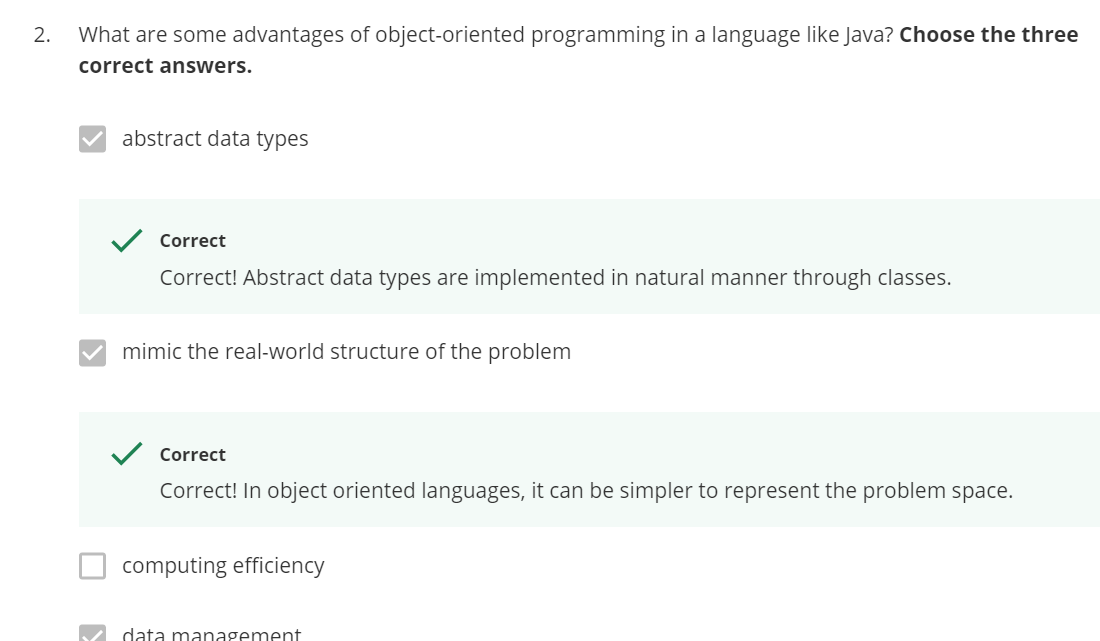 2. What are some advantages of object-oriented programming in a language like Java? Choose the three
correct answers.
abstract data types
Correct
Correct! Abstract data types are implemented in natural manner through classes.
mimic the real-world structure of the problem
Correct
Correct! In object oriented languages, it can be simpler to represent the problem space.
computing efficiency
data management